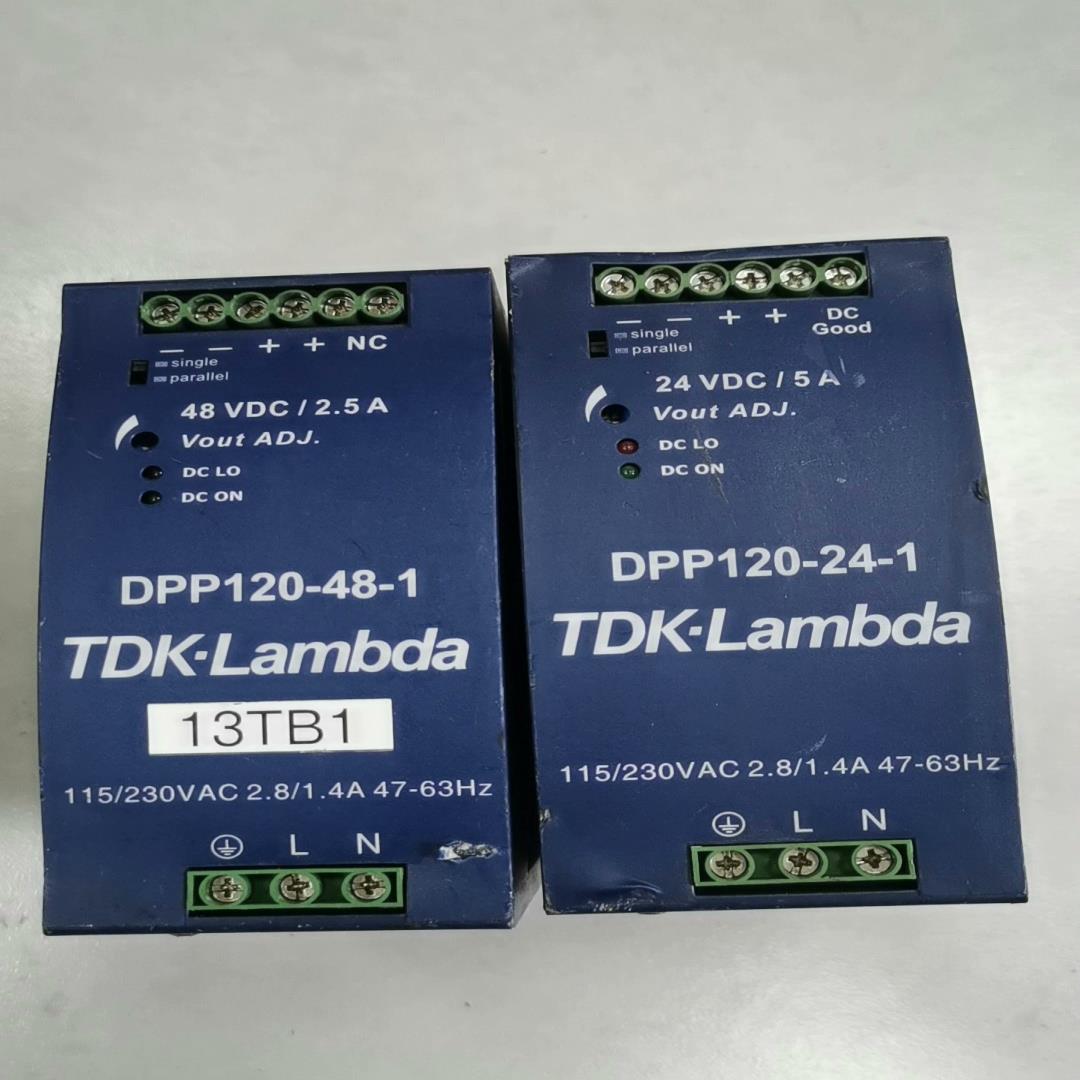 − − + + NC
single
parallel
48 VDC / 2.5 A
Vout ADJ.
DC LO
DC ON
DPP120-48-1
TDK·Lambda
13TB1
115/230VAC 2.8/1.4A 47-63Hz
L N
− − + + DC
Good
single
parallel
24 VDC / 5 A
Vout ADJ.
DC LO
DC ON
DPP120-24-1
TDK·Lambda
115/230VAC 2.8/1.4A 47-63Hz
L N